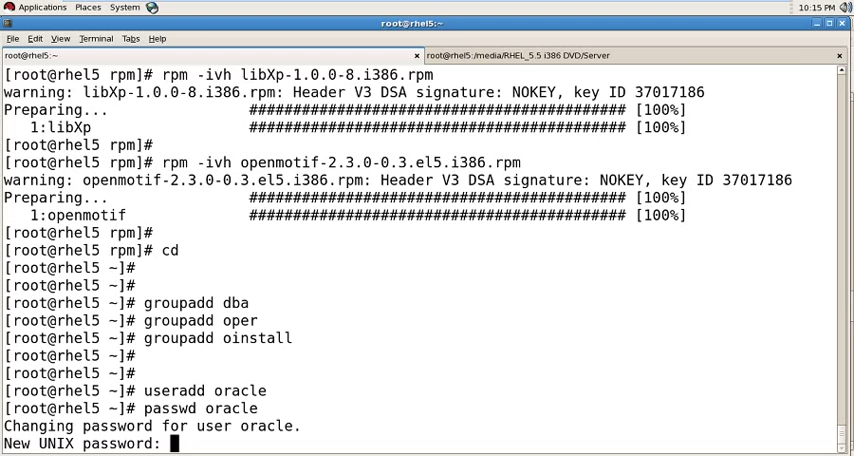 Applications Places System 10:15 PM
root@rhel5:~
File Edit View Terminal Tabs Help
root@rhel5:~ root@rhel5:/media/RHEL_5.5 i386 DVD/Server
[root@rhel5 rpm]# rpm -ivh libXp-1.0.0-8.i386.rpm
warning: libXp-1.0.0-8.i386.rpm: Header V3 DSA signature: NOKEY, key ID 37017186
Preparing... ########################################### [100%]
1:libXp ########################################### [100%]
[root@rhel5 rpm]#
[root@rhel5 rpm]# rpm -ivh openmotif-2.3.0-0.3.el5.i386.rpm
warning: openmotif-2.3.0-0.3.el5.i386.rpm: Header V3 DSA signature: NOKEY, key ID 37017186
Preparing... ########################################### [100%]
1:openmotif ########################################### [100%]
[root@rhel5 rpm]#
[root@rhel5 rpm]# cd
[root@rhel5 ~]#
[root@rhel5 ~]#
[root@rhel5 ~]# groupadd dba
[root@rhel5 ~]# groupadd oper
[root@rhel5 ~]# groupadd oinstall
[root@rhel5 ~]#
[root@rhel5 ~]#
[root@rhel5 ~]# useradd oracle
[root@rhel5 ~]# passwd oracle
Changing password for user oracle.
New UNIX password: